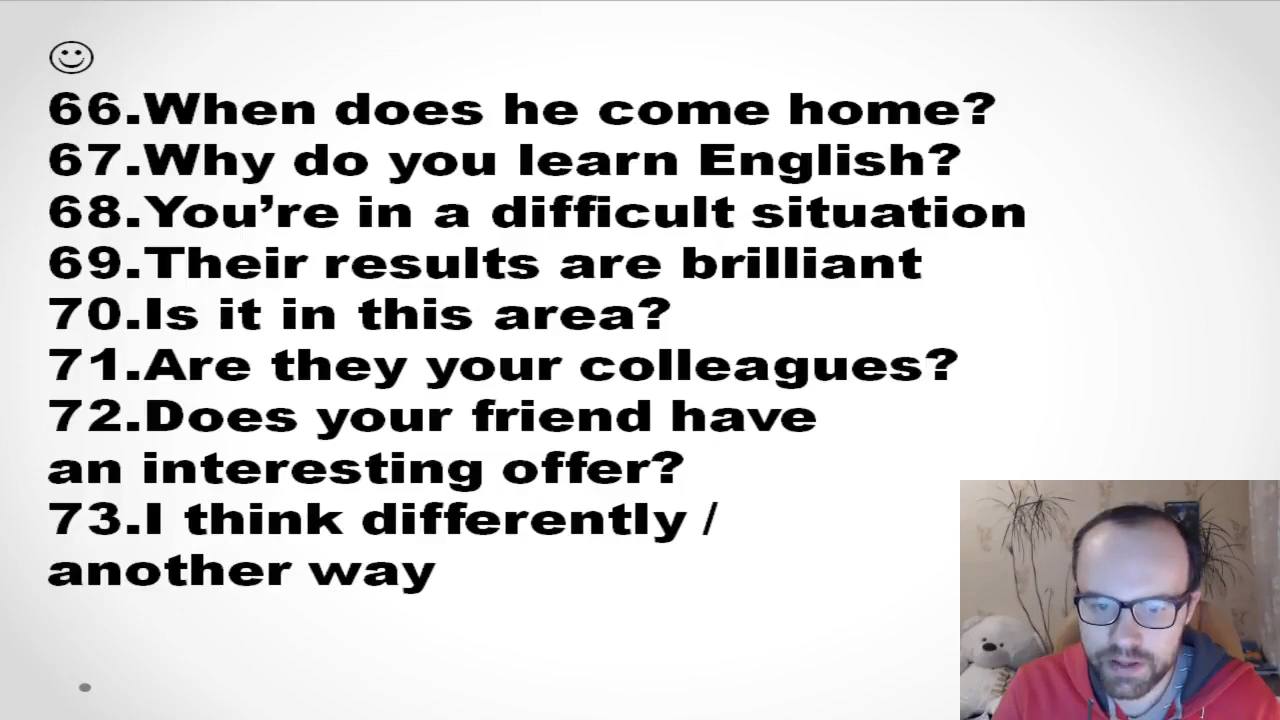 66.When does he come home?
67.Why do you learn English?
68.You’re in a difficult situation
69.Their results are brilliant
70.Is it in this area?
71.Are they your colleagues?
72.Does your friend have
an interesting offer?
73.I think differently /
another way